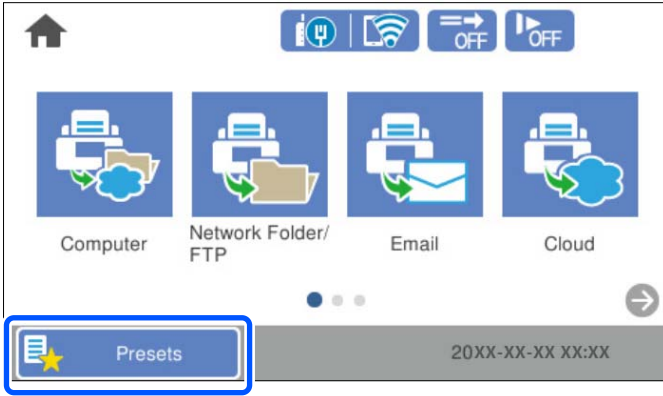 OFF
OFF
Computer
Network Folder/
FTP
Email
Cloud
Presets
20XX-XX-XX XX:XX